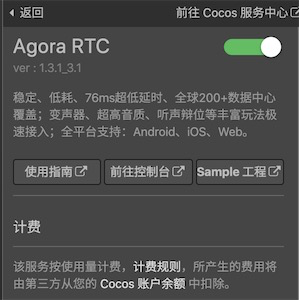 返回 前往 Cocos 服务中心
Agora RTC
ver : 1.3.1_3.1
稳定、低耗、76ms超低延时、全球200+数据中心
覆盖；变声器、超高音质、听声辩位等丰富玩法极
速接入；全平台支持：Android、iOS、Web。
使用指南 前往控制台 Sample 工程
计费
该服务按使用量计费，计费规则，所产生的费用将
由第三方从您的 Cocos 账户余额 中扣除。